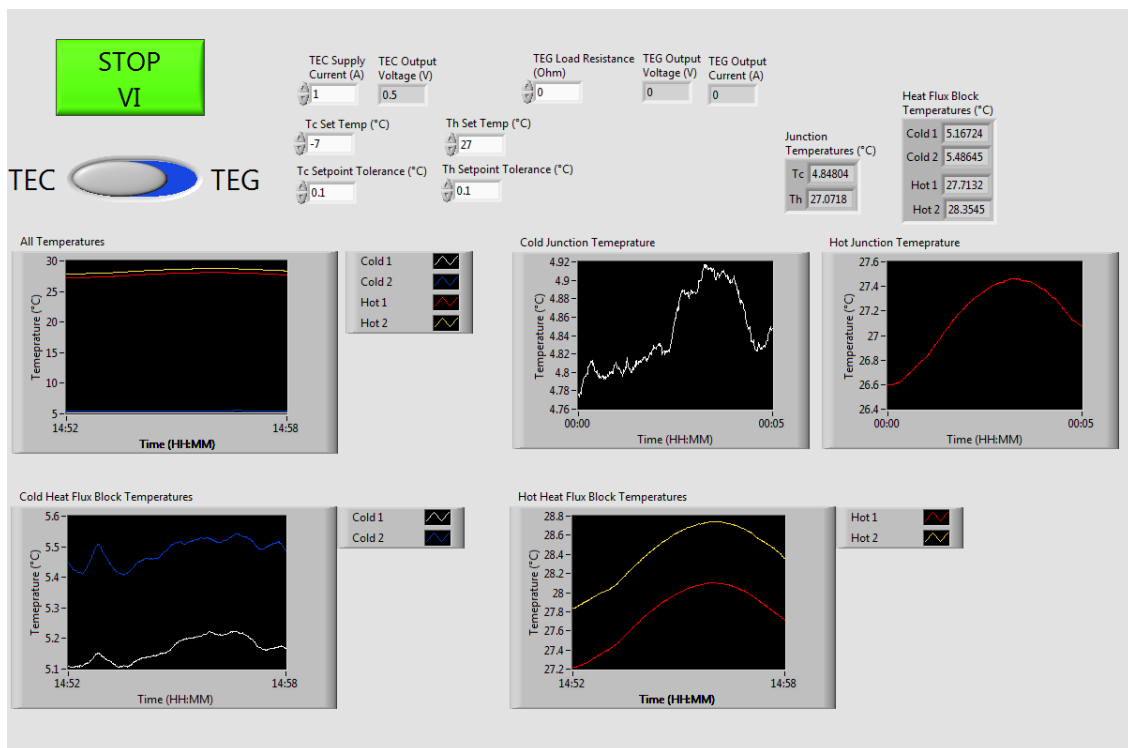 STOP
VI
TEC
TEG
TEC Supply
Current (A)
1
TEC Output
Voltage (V)
0.5
TEG Load Resistance
(Ohm)
0
TEG Output
Voltage (V)
0
TEG Output
Current (A)
0
Tc Set Temp (°C)
-7
Th Set Temp (°C)
27
Tc Setpoint Tolerance (°C)
0.1
Th Setpoint Tolerance (°C)
0.1
Junction
Temperatures (°C)
Tc 4.84804
Th 27.0718
Heat Flux Block
Temperatures (°C)
Cold 1 5.16724
Cold 2 5.48645
Hot 1 27.7132
Hot 2 28.3545
All Temperatures
30
25
20
15
10
5
Temeprature (°C)
14:52
14:58
Time (HH:MM)
Cold 1
Cold 2
Hot 1
Hot 2
Cold Junction Temeprature
4.92
4.9
4.88
4.86
4.84
4.82
4.8
4.78
4.76
Temperature (°C)
00:00
00:05
Time (HH:MM)
Hot Junction Temeprature
27.6
27.4
27.2
27
26.8
26.6
26.4
Temperature (°C)
00:00
00:05
Time (HH:MM)
Cold Heat Flux Block Temperatures
5.6
5.5
5.4
5.3
5.2
5.1
Temeprature (°C)
14:52
14:58
Time (HH:MM)
Cold 1
Cold 2
Hot Heat Flux Block Temperatures
28.8
28.6
28.4
28.2
28
27.8
27.6
27.4
27.2
Temeprature (°C)
14:52
14:58
Time (HH:MM)
Hot 1
Hot 2